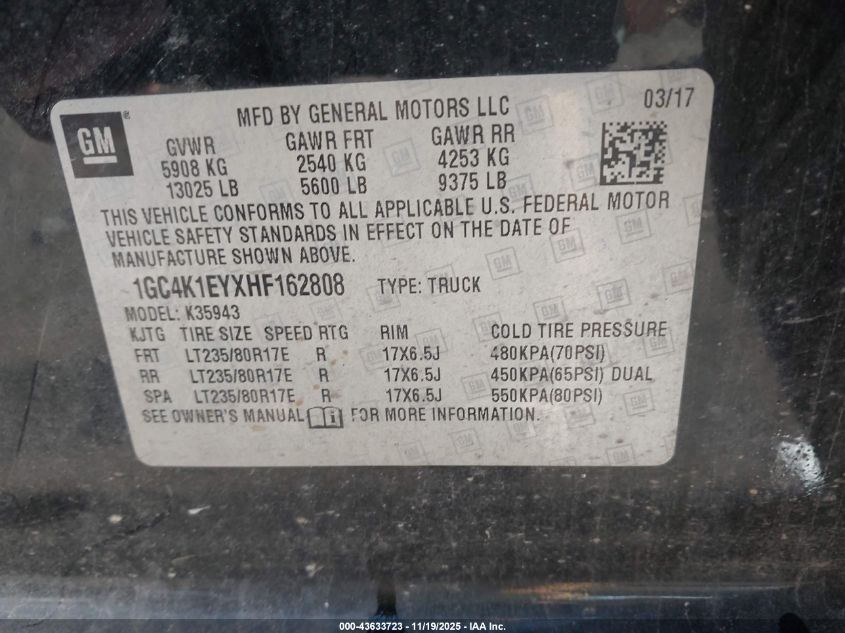 GM ®
MFD BY GENERAL MOTORS LLC 03/17
GVWR GAWR FRT GAWR RR
5908 KG 2540 KG 4253 KG
13025 LB 5600 LB 9375 LB
THIS VEHICLE CONFORMS TO ALL APPLICABLE U.S. FEDERAL MOTOR
VEHICLE SAFETY STANDARDS IN EFFECT ON THE DATE OF
MANUFACTURE SHOWN ABOVE.
1GC4K1EYXHF162808 TYPE: TRUCK
MODEL: K35943
KJTG TIRE SIZE SPEED RTG RIM COLD TIRE PRESSURE
FRT LT235/80R17E R 17X6.5J 480KPA(70PSI)
RR LT235/80R17E R 17X6.5J 450KPA(65PSI) DUAL
SPA LT235/80R17E R 17X6.5J 550KPA(80PSI)
SEE OWNER'S MANUAL FOR MORE INFORMATION.
000-43633723 - 11/19/2025 - IAA Inc.